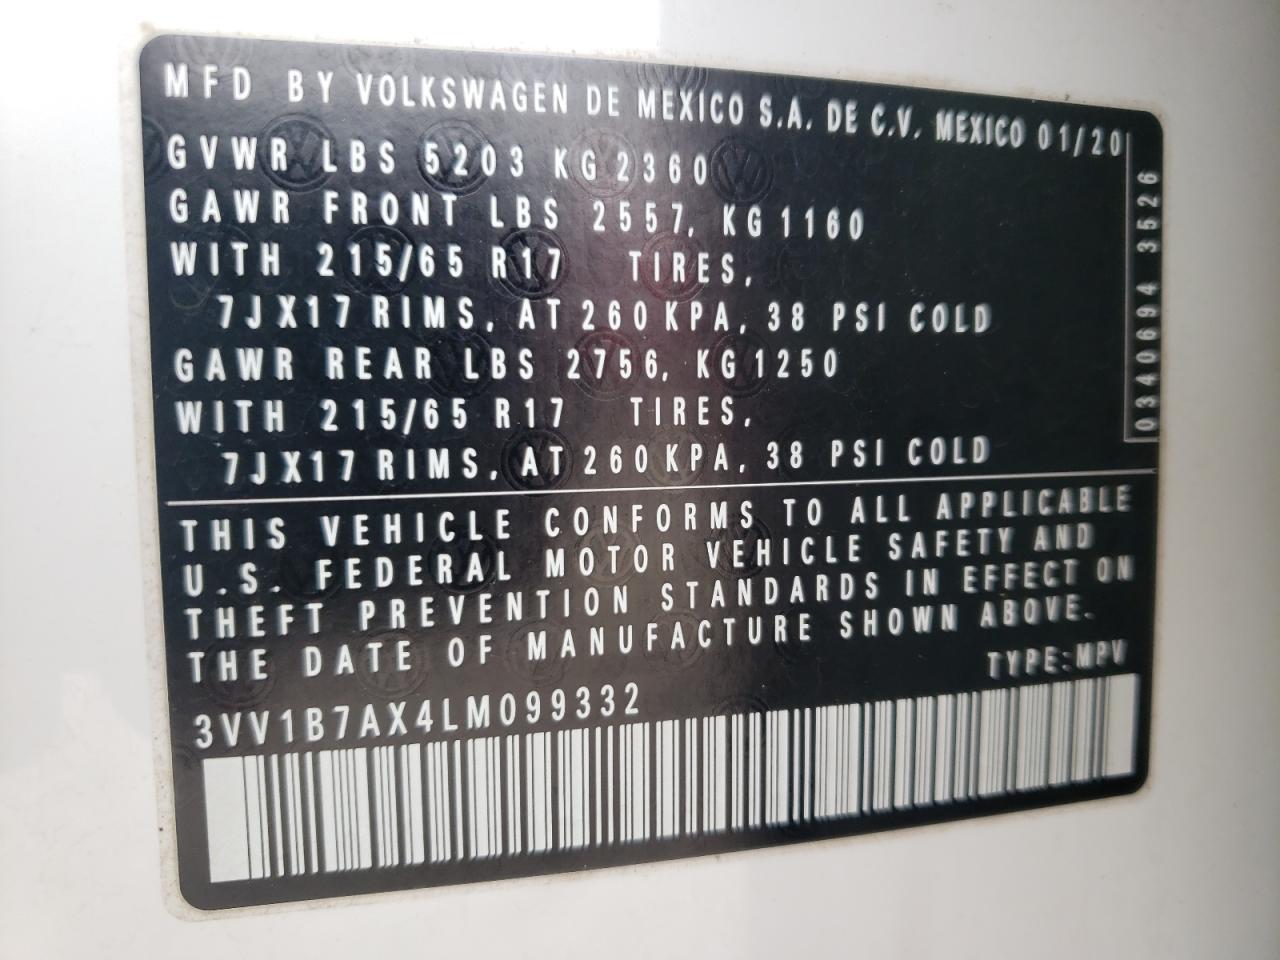 MFD BY VOLKSWAGEN DE MEXICO S.A. DE C.V. MEXICO 01/20
GVWR LBS 5203 KG 2360
GAWR FRONT LBS 2557, KG 1160
WITH 215/65 R17 TIRES,
7JX17 RIMS, AT 260 KPA, 38 PSI COLD
GAWR REAR LBS 2756, KG 1250
WITH 215/65 R17 TIRES,
7JX17 RIMS, AT 260 KPA, 38 PSI COLD
0340694 3526
THIS VEHICLE CONFORMS TO ALL APPLICABLE
U.S. FEDERAL MOTOR VEHICLE SAFETY AND
THEFT PREVENTION STANDARDS IN EFFECT ON
THE DATE OF MANUFACTURE SHOWN ABOVE.
TYPE:MPV
3VV1B7AX4LM099332